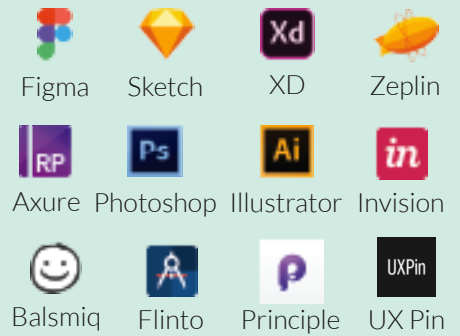 Xd
Figma Sketch XD Zeplin
RP Ps Ai in
Axure Photoshop Illustrator Invision
UXPin
Balsmiq Flinto Principle UX Pin